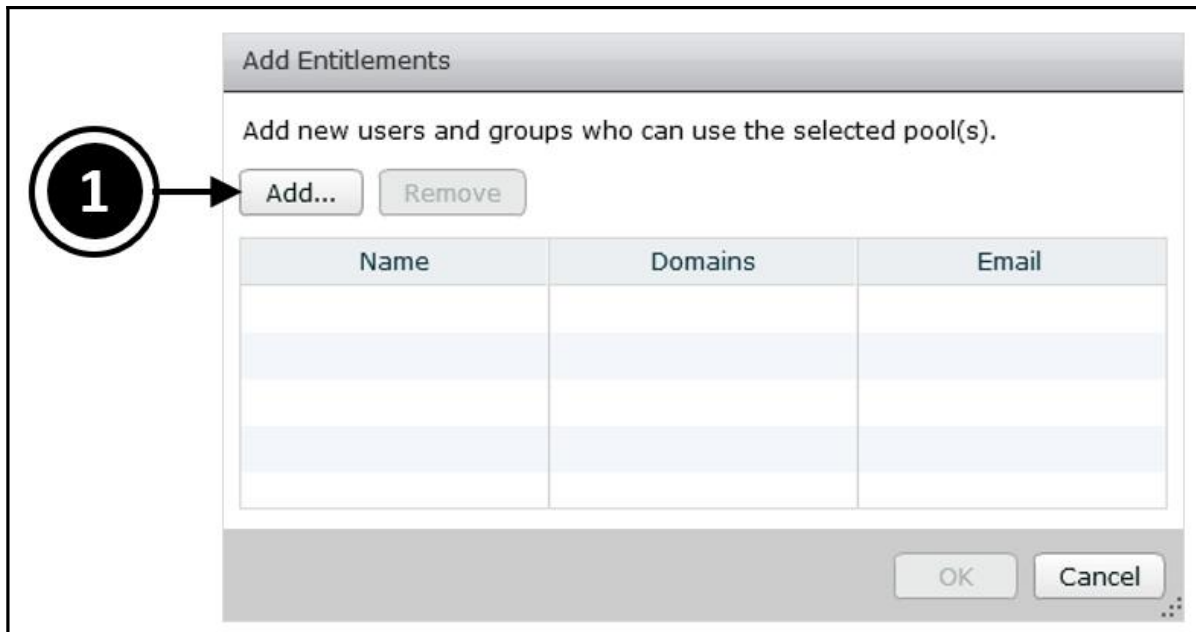 Add Entitlements
Add new users and groups who can use the selected pool(s).
1
Add... Remove
Name Domains Email
OK Cancel